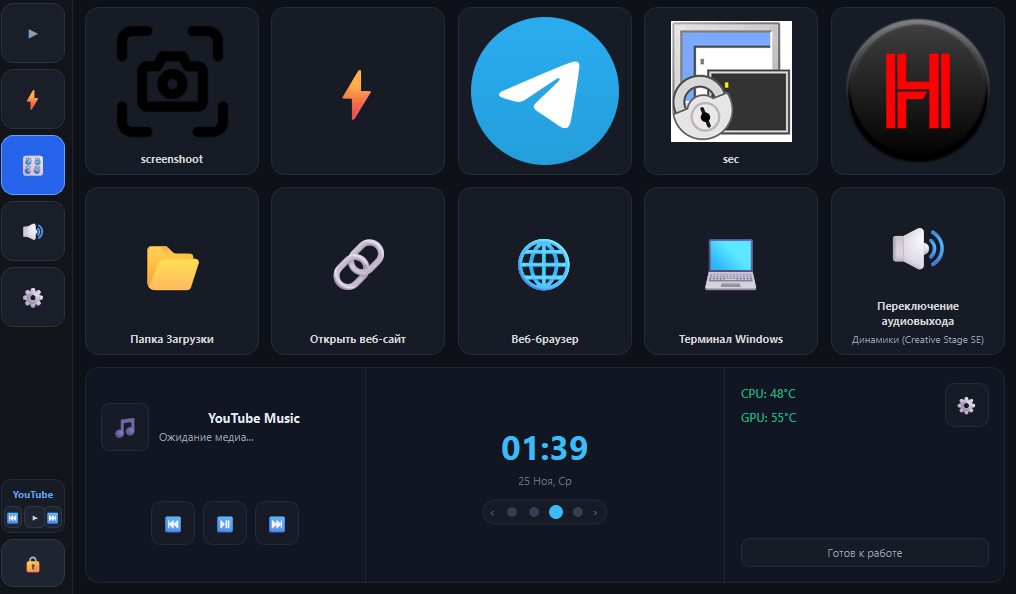 screenshoot
sec
Папка Загрузки
Открыть веб-сайт
Веб-браузер
Терминал Windows
Переключение
аудиовыхода
Динамики (Creative Stage SE)
YouTube Music
Ожидание медиа...
01:39
25 Ноя, Ср
CPU: 48°C
GPU: 55°C
Готов к работе
YouTube